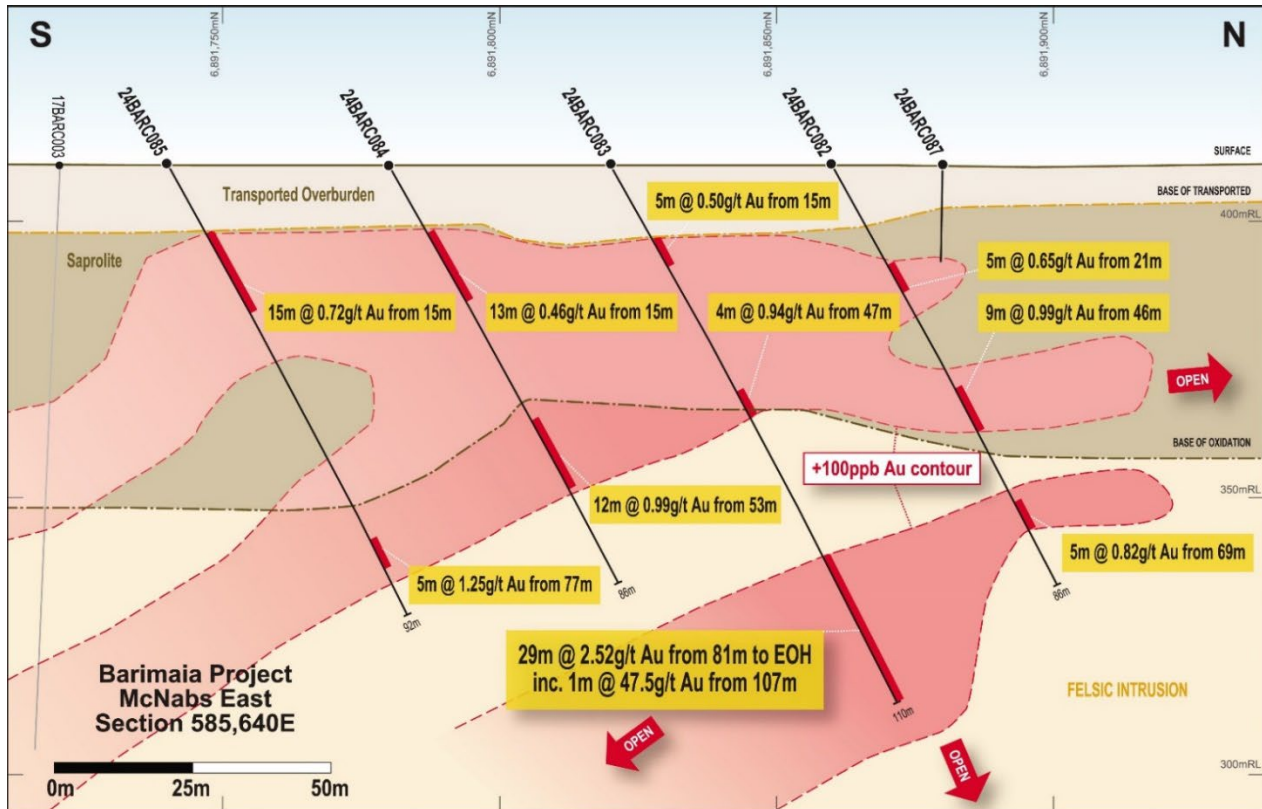 S
6,891,750mN
6,891,800mN
6,891,850mN
6,891,900mN
N
17BARC003
24BARC085
24BARC084
24BARC083
24BARC082
24BARC087
SURFACE
Transported Overburden
5m @ 0.50g/t Au from 15m
BASE OF TRANSPORTED
400mRL
Saprolite
5m @ 0.65g/t Au from 21m
15m @ 0.72g/t Au from 15m
13m @ 0.46g/t Au from 15m
4m @ 0.94g/t Au from 47m
9m @ 0.99g/t Au from 46m
OPEN
BASE OF OXIDATION
+100ppb Au contour
350mRL
12m @ 0.99g/t Au from 53m
5m @ 0.82g/t Au from 69m
5m @ 1.25g/t Au from 77m
86m
86m
92m
29m @ 2.52g/t Au from 81m to EOH
inc. 1m @ 47.5g/t Au from 107m
Barimaia Project
McNabs East
Section 585,640E
FELSIC INTRUSION
110m
OPEN
OPEN
300mRL
0m
25m
50m